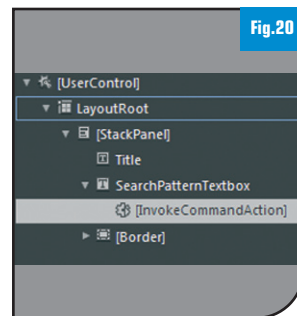 Fig.20
[UserControl]
LayoutRoot
[StackPanel]
Title
SearchPatternTextbox
[InvokeCommandAction]
[Border]